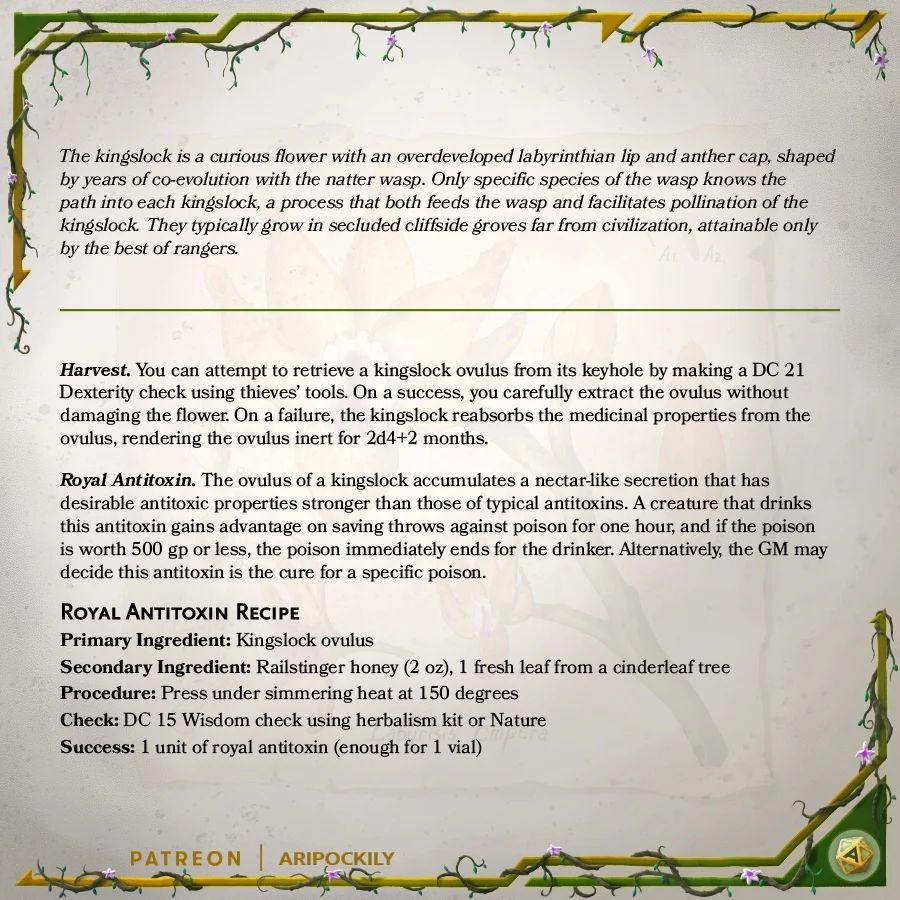 The kingslock is a curious flower with an overdeveloped labyrinthian lip and anther cap, shaped
by years of co-evolution with the natter wasp. Only specific species of the wasp knows the
path into each kingslock, a process that both feeds the wasp and facilitates pollination of the
kingslock. They typically grow in secluded cliffside groves far from civilization, attainable only
by the best of rangers.
A1 A2
Harvest. You can attempt to retrieve a kingslock ovulus from its keyhole by making a DC 21
Dexterity check using thieves' tools. On a success, you carefully extract the ovulus without
damaging the flower. On a failure, the kingslock reabsorbs the medicinal properties from the
ovulus, rendering the ovulus inert for 2d4+2 months.
Royal Antitoxin. The ovulus of a kingslock accumulates a nectar-like secretion that has
desirable antitoxic properties stronger than those of typical antitoxins. A creature that drinks
this antitoxin gains advantage on saving throws against poison for one hour, and if the poison
is worth 500 gp or less, the poison immediately ends for the drinker. Alternatively, the GM may
decide this antitoxin is the cure for a specific poison.
Royal Antitoxin Recipe
Primary Ingredient: Kingslock ovulus
Secondary Ingredient: Railstinger honey (2 oz), 1 fresh leaf from a cinderleaf tree
Procedure: Press under simmering heat at 150 degrees
Check: DC 15 Wisdom check using herbalism kit or Nature
Success: 1 unit of royal antitoxin (enough for 1 vial)
PATREON | ARIPOCKILY